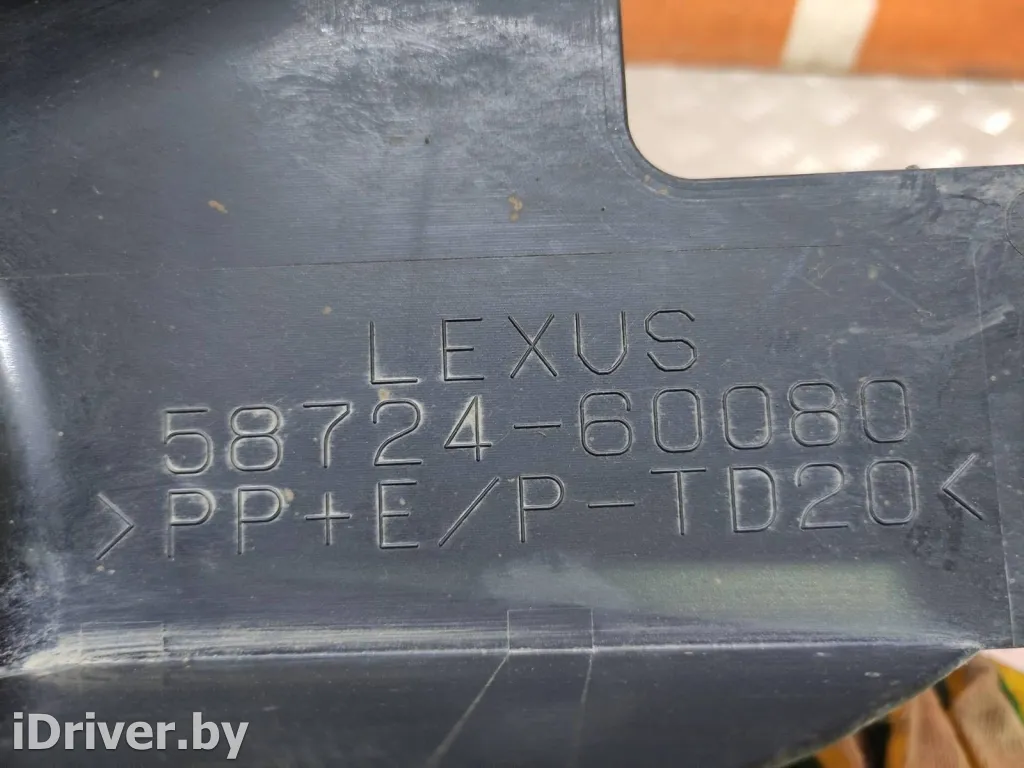 LEXUS
58724-60080
>PP+E/P-TD20<
iDriver.by